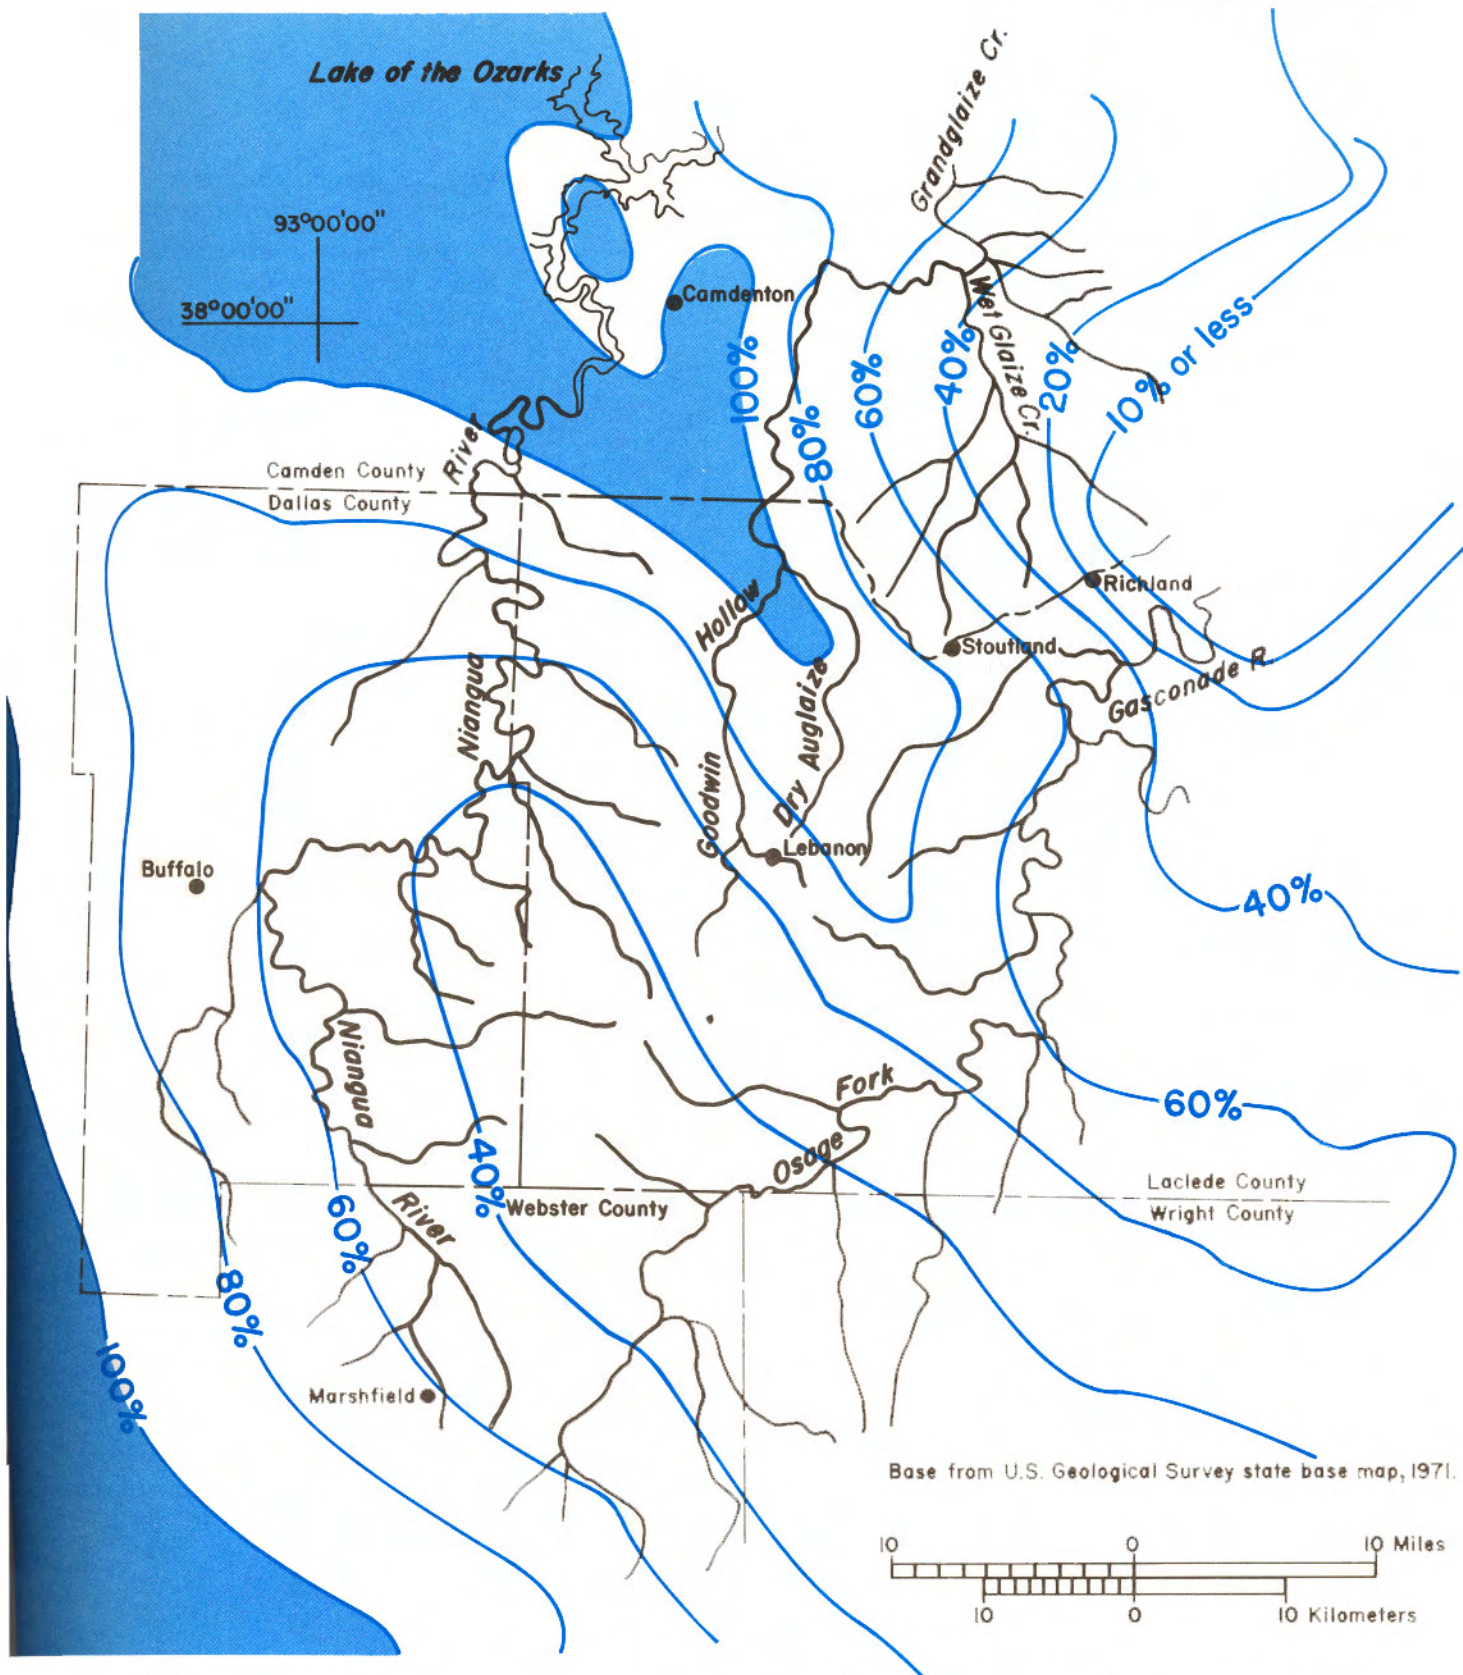 Lake of the Ozarks
Grandglaize Cr.
93°00'00"
38°00'00"
Camdenton
Wet Glaize Cr.
100%
80%
60%
40%
20%
10% or less
River
Camden County
Dallas County
Hollow
Richland
Stoutland
Niangua
Dry Auglaize
Gasconade R.
Goodwin
Lebanon
Buffalo
40%
Niangua
Fork
Osage
60%
40%
60%
River
Webster County
Laclede County
Wright County
80%
100%
Marshfield
Base from U.S. Geological Survey state base map, 1971.
10 0 10 Miles
10 0 10 Kilometers